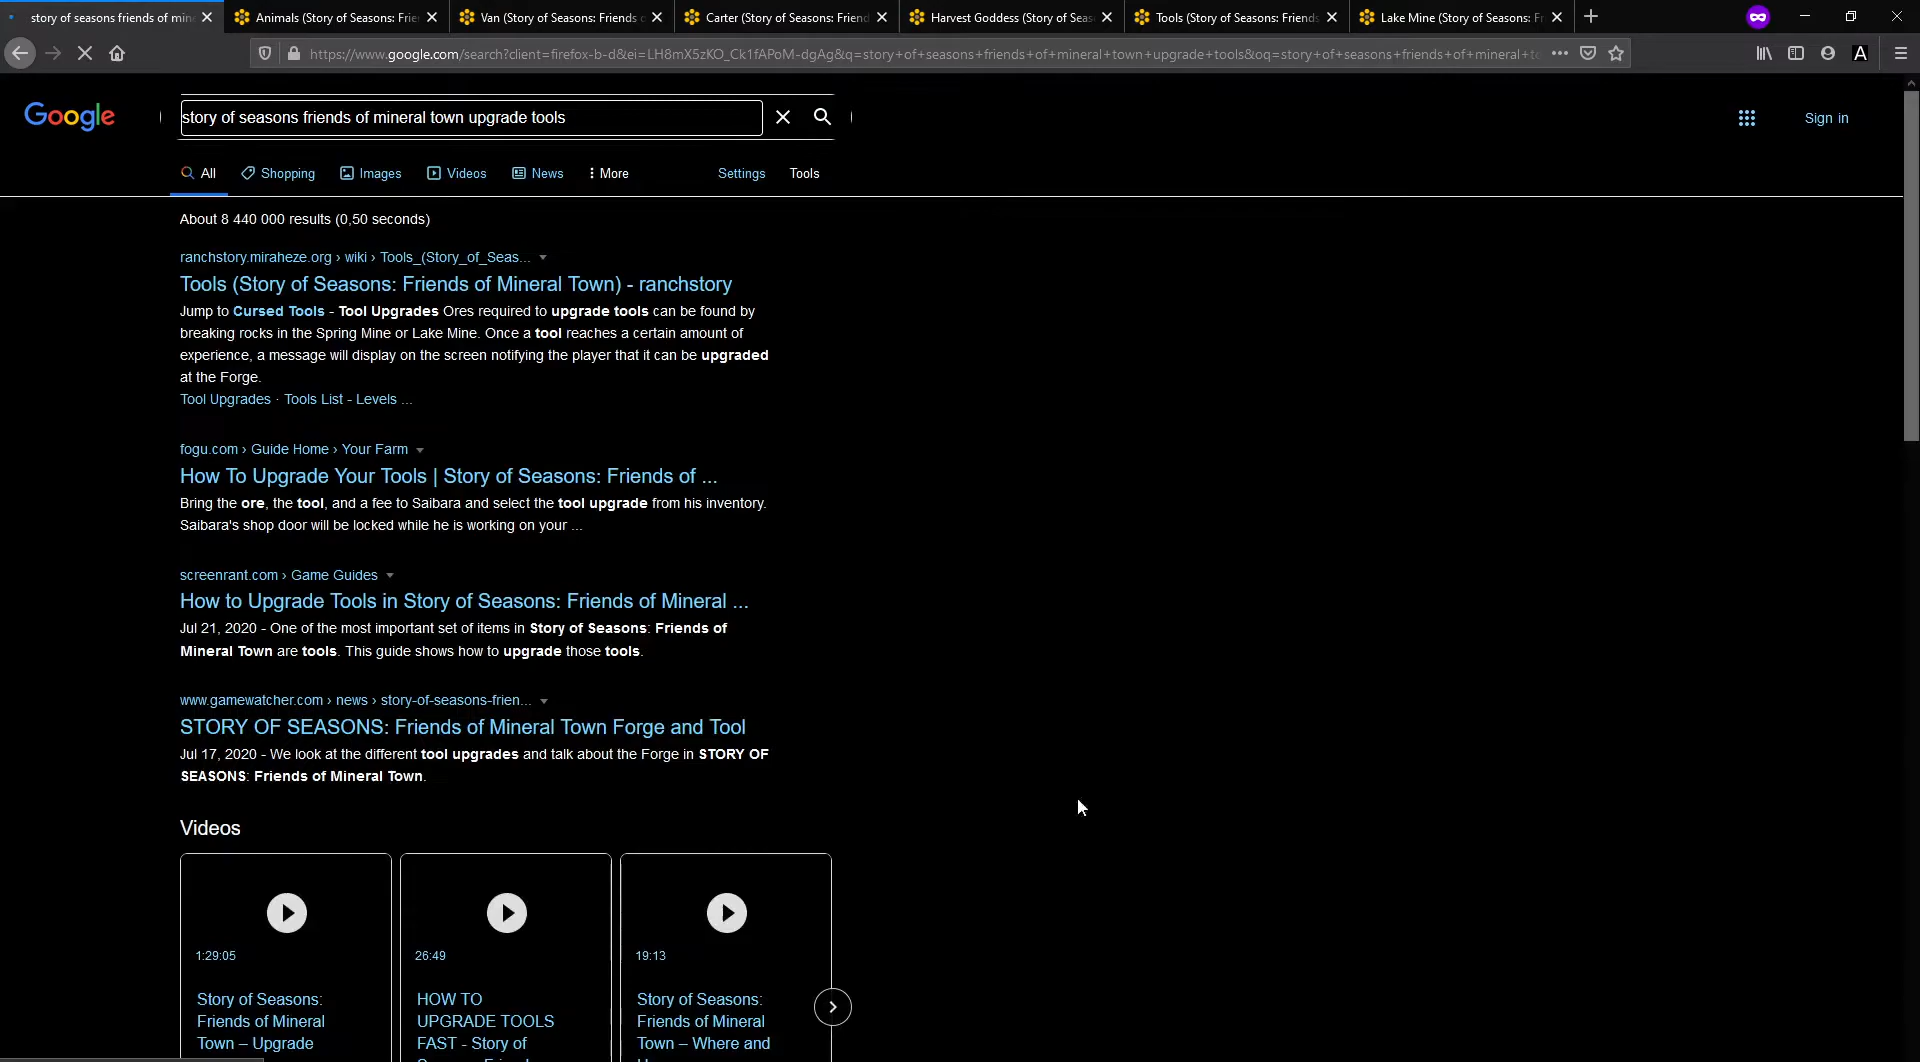 story of seasons friends of min
Animals (Story of Seasons: Frie
Van (Story of Seasons: Friends
Carter (Story of Seasons: Friend
Harvest Goddess (Story of Seas
Tools (Story of Seasons: Friends
Lake Mine (Story of Seasons: F
https://www.google.com/search?client=firefox-b-d&ei=LH8mX5zKO_Ck1fAPoM-dgAg&q=story+of+seasons+friends+of+mineral+town+upgrade+tools&oq=story+of+seasons+friends+of+mineral+t
A
Google
story of seasons friends of mineral town upgrade tools
Sign in
All
Shopping
Images
Videos
News
More
Settings
Tools
About 8 440 000 results (0,50 seconds)
ranchstory.miraheze.org › wiki › Tools_(Story_of_Seas...
Tools (Story of Seasons: Friends of Mineral Town) - ranchstory
Jump to Cursed Tools - Tool Upgrades Ores required to upgrade tools can be found by
breaking rocks in the Spring Mine or Lake Mine. Once a tool reaches a certain amount of
experience, a message will display on the screen notifying the player that it can be upgraded
at the Forge.
Tool Upgrades · Tools List - Levels ...
fogu.com › Guide Home › Your Farm
How To Upgrade Your Tools | Story of Seasons: Friends of ...
Bring the ore, the tool, and a fee to Saibara and select the tool upgrade from his inventory.
Saibara's shop door will be locked while he is working on your ...
screenrant.com › Game Guides
How to Upgrade Tools in Story of Seasons: Friends of Mineral ...
Jul 21, 2020 - One of the most important set of items in Story of Seasons: Friends of
Mineral Town are tools. This guide shows how to upgrade those tools.
www.gamewatcher.com › news › story-of-seasons-frien...
STORY OF SEASONS: Friends of Mineral Town Forge and Tool
Jul 17, 2020 - We look at the different tool upgrades and talk about the Forge in STORY OF
SEASONS: Friends of Mineral Town.
Videos
1:29:05
26:49
19:13
Story of Seasons:
Friends of Mineral
Town – Upgrade
HOW TO
UPGRADE TOOLS
FAST - Story of
Story of Seasons:
Friends of Mineral
Town – Where and